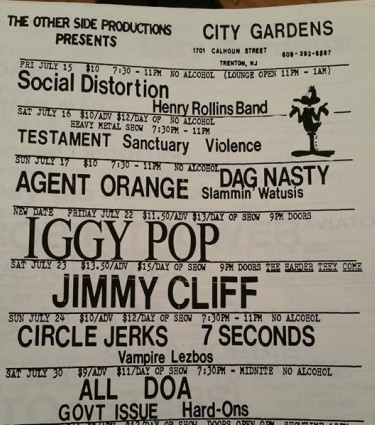 THE OTHER SIDE PRODUCTIONS
PRESENTS
CITY GARDENS
1701 CALHOUN STREET
TRENTON, NJ
609-392-8887
FRI JULY 15 $10 7:30 - 11PM NO ALCOHOL (LOUNGE OPEN 11PM - 1AM)
Social Distortion
Henry Rollins Band
SAT JULY 16 $10/ADV $12/DAY OF NO ALCOHOL
HEAVY METAL SHOW 7:30PM - 11PM
TESTAMENT Sanctuary Violence
SUN JULY 17 $10 7:30 - 11PM NO ALCOHOL
AGENT ORANGE DAG NASTY
Slammin' Watusis
NEW DATE FRIDAY JULY 22 $11.50/ADV $13/DAY OF SHOW 9PM DOORS
IGGY POP
SAT JULY 23 $13.50/ADV $15/DAY OF SHOW 9PM DOORS THE HARDER THEY COME
JIMMY CLIFF
SUN JULY 24 $10/ADV $12/DAY OF SHOW 7:30PM - 11PM NO ALCOHOL
CIRCLE JERKS 7 SECONDS
Vampire Lezbos
SAT JULY 30 $9/ADV $11/DAY OF SHOW 7:30PM - MIDNITE NO ALCOHOL
ALL DOA
GOVT ISSUE Hard-Ons